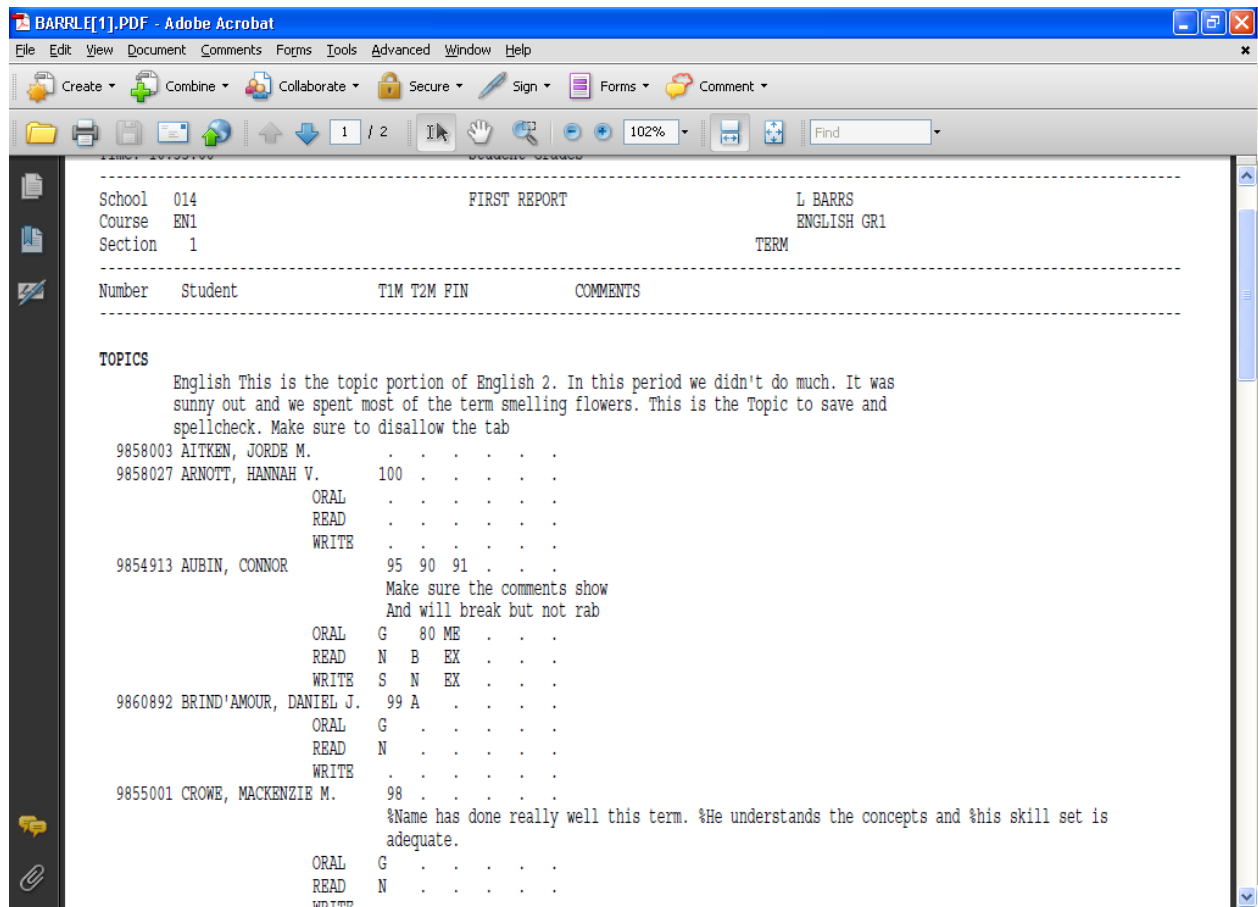 BARRLE[1].PDF - Adobe Acrobat
File Edit View Document Comments Forms Tools Advanced Window Help
Create Combine Collaborate Secure Sign Forms Comment
1 / 2 102% Find
-----------------------------------------------------------------------
School 014 FIRST REPORT L BARRS
Course EN1 ENGLISH GR1
Section 1 TERM
-----------------------------------------------------------------------
Number Student T1M T2M FIN COMMENTS
-----------------------------------------------------------------------
TOPICS
English This is the topic portion of English 2. In this period we didn't do much. It was
sunny out and we spent most of the term smelling flowers. This is the Topic to save and
spellcheck. Make sure to disallow the tab
9858003 AITKEN, JORDE M. . . . . . .
9858027 ARNOTT, HANNAH V. 100 . . . . .
ORAL . . . . . .
READ . . . . . .
WRITE . . . . . .
9854913 AUBIN, CONNOR 95 90 91 . . .
Make sure the comments show
And will break but not rab
ORAL G 80 ME . . .
READ N B EX . . .
WRITE S N EX . . .
9860892 BRIND'AMOUR, DANIEL J. 99 A . . . .
ORAL G . . . . .
READ N . . . . .
WRITE . . . . . .
9855001 CROWE, MACKENZIE M. 98 . . . . .
%Name has done really well this term. %He understands the concepts and %his skill set is
adequate.
ORAL G . . . . .
READ N . . . . .